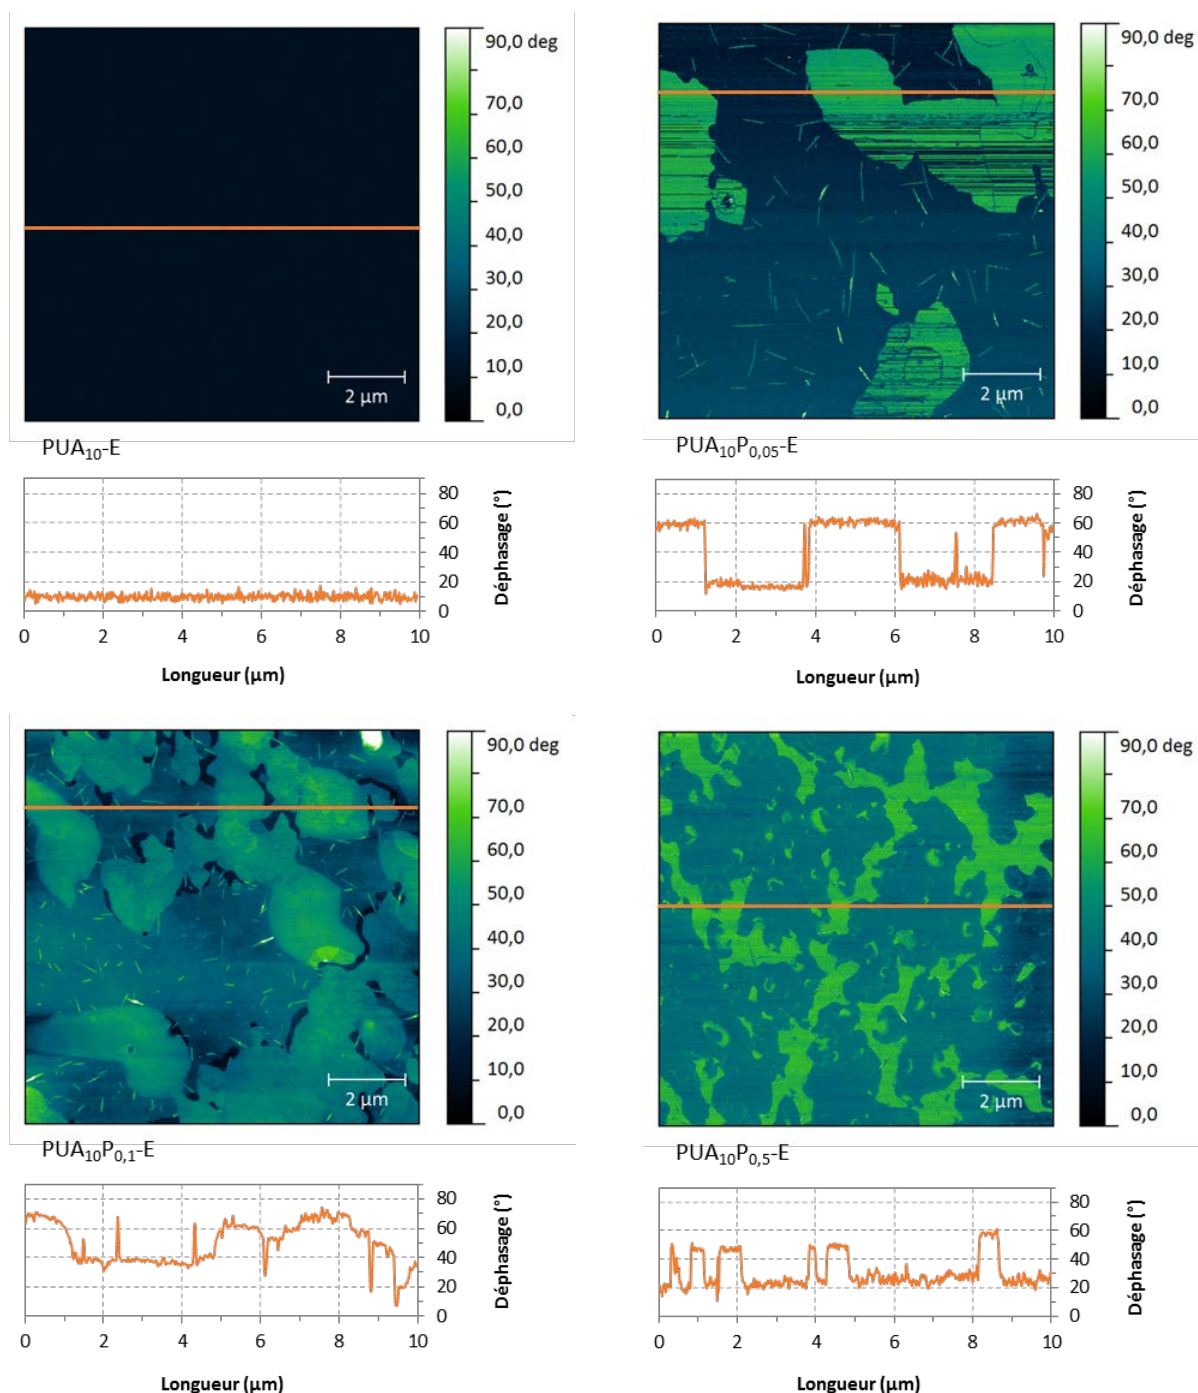 90,0 deg
70,0
60,0
50,0
40,0
30,0
20,0
10,0
0,0
2 µm
PUA10-E
80
60
40
20
0
Déphasage (°)
0 2 4 6 8 10
Longueur (µm)
90,0 deg
70,0
60,0
50,0
40,0
30,0
20,0
10,0
0,0
2 µm
PUA10P0,05-E
80
60
40
20
0
Déphasage (°)
0 2 4 6 8 10
Longueur (µm)
90,0 deg
70,0
60,0
50,0
40,0
30,0
20,0
10,0
0,0
2 µm
PUA10P0,1-E
80
60
40
20
0
Déphasage (°)
0 2 4 6 8 10
Longueur (µm)
90,0 deg
70,0
60,0
50,0
40,0
30,0
20,0
10,0
0,0
2 µm
PUA10P0,5-E
80
60
40
20
0
Déphasage (°)
0 2 4 6 8 10
Longueur (µm)